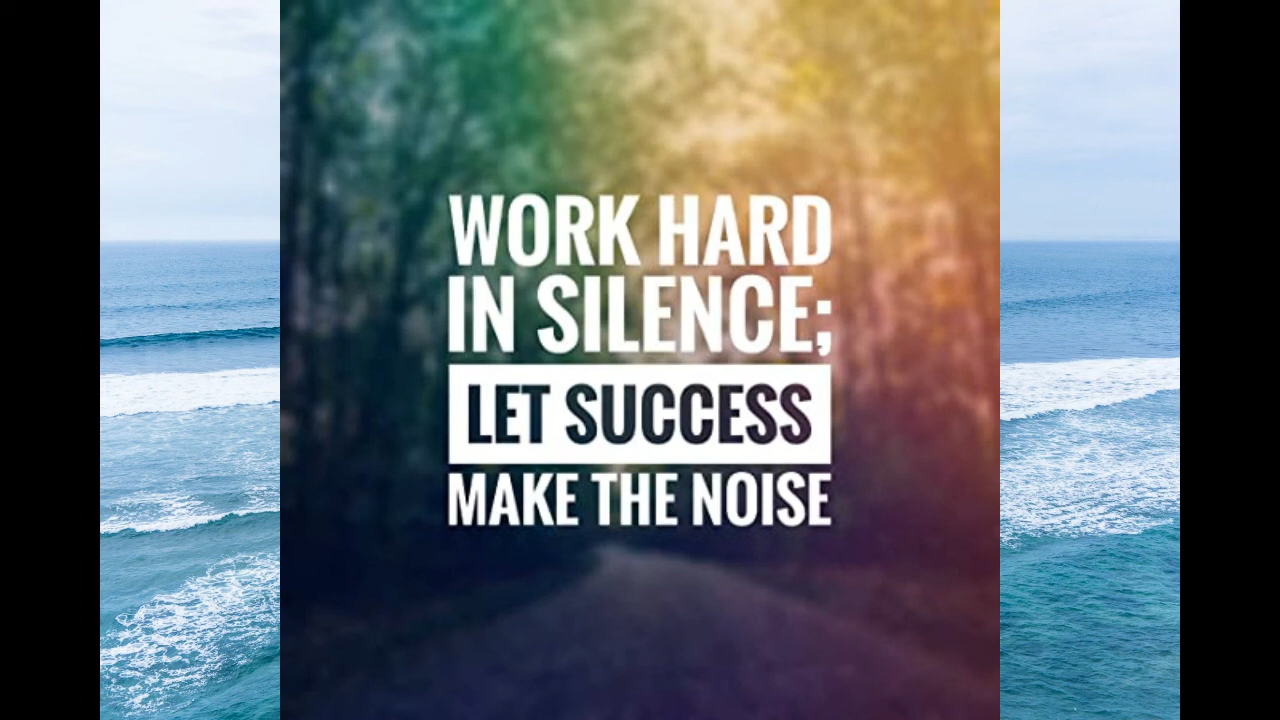 WORK HARD
IN SILENCE;
LET SUCCESS
MAKE THE NOISE